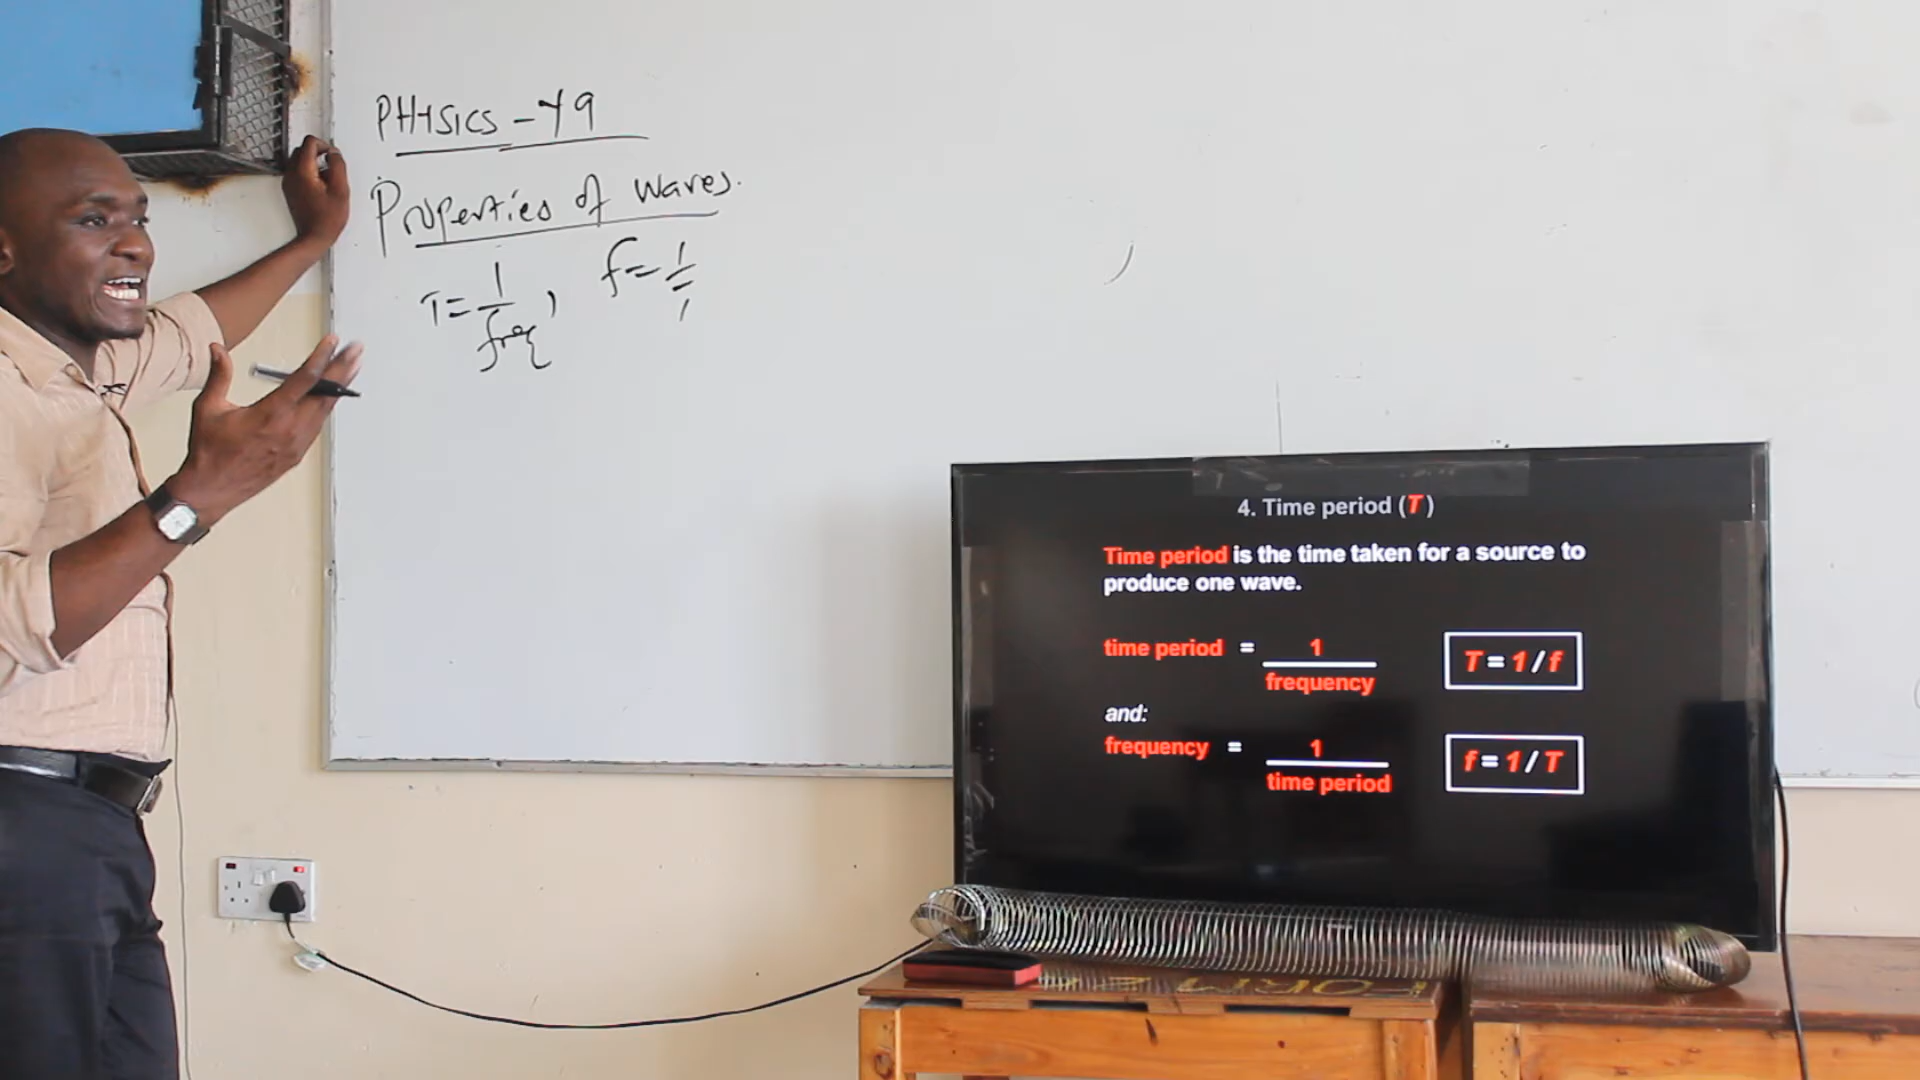 PHYSICS - Y9
Properties of waves.
T = 1/freq, f = 1/
4. Time period (T)
Time period is the time taken for a source to
produce one wave.
time period = 1/frequency
T = 1 / f
and:
frequency = 1/time period
f = 1 / T
FORM